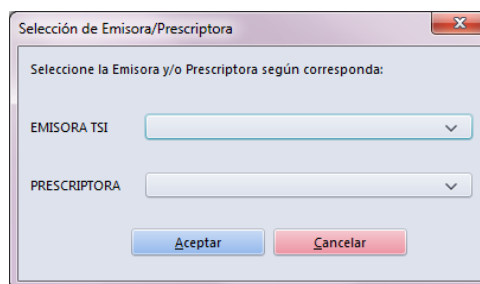 Selección de Emisora/Prescriptora
Seleccione la Emisora y/o Prescriptora según corresponda:
EMISORA TSI
PRESCRIPTORA
Aceptar Cancelar